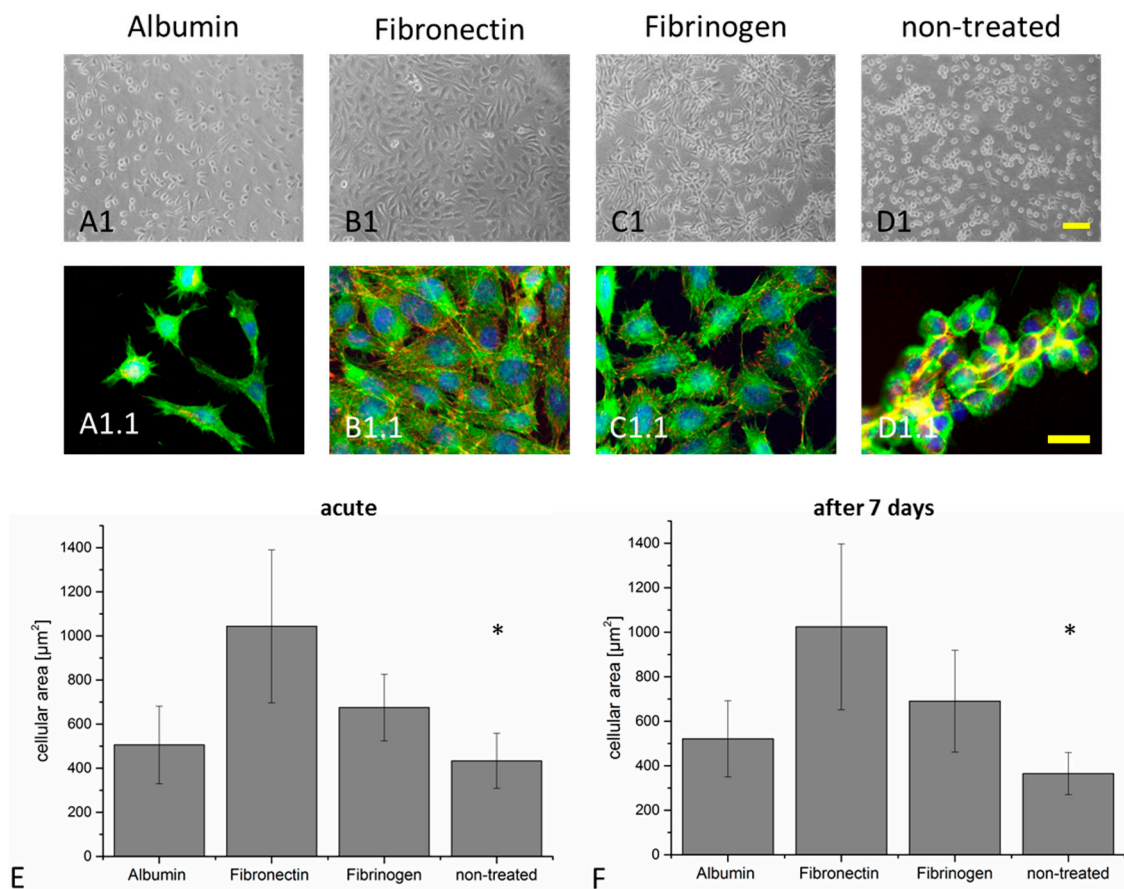 Albumin Fibronectin Fibrinogen non-treated
A1 B1 C1 D1
A1.1 B1.1 C1.1 D1.1
acute
cellular area [µm²]
1400
1200
1000
800
600
400
200
0
*
Albumin Fibronectin Fibrinogen non-treated
E
after 7 days
cellular area [µm²]
1400
1200
1000
800
600
400
200
0
*
Albumin Fibronectin Fibrinogen non-treated
F